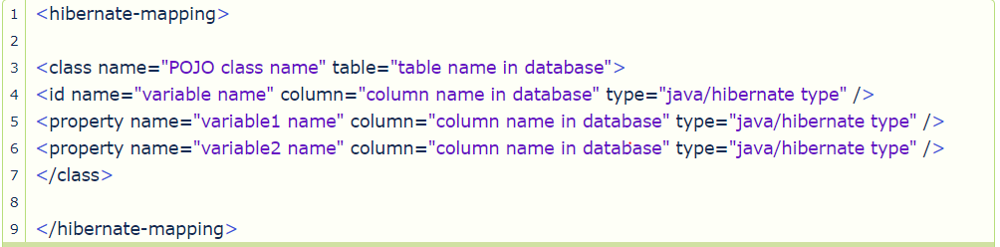 1 <hibernate-mapping>
2
3 <class name="POJO class name" table="table name in database">
4 <id name="variable name" column="column name in database" type="java/hibernate type" />
5 <property name="variable1 name" column="column name in database" type="java/hibernate type" />
6 <property name="variable2 name" column="column name in database" type="java/hibernate type" />
7 </class>
8
9 </hibernate-mapping>